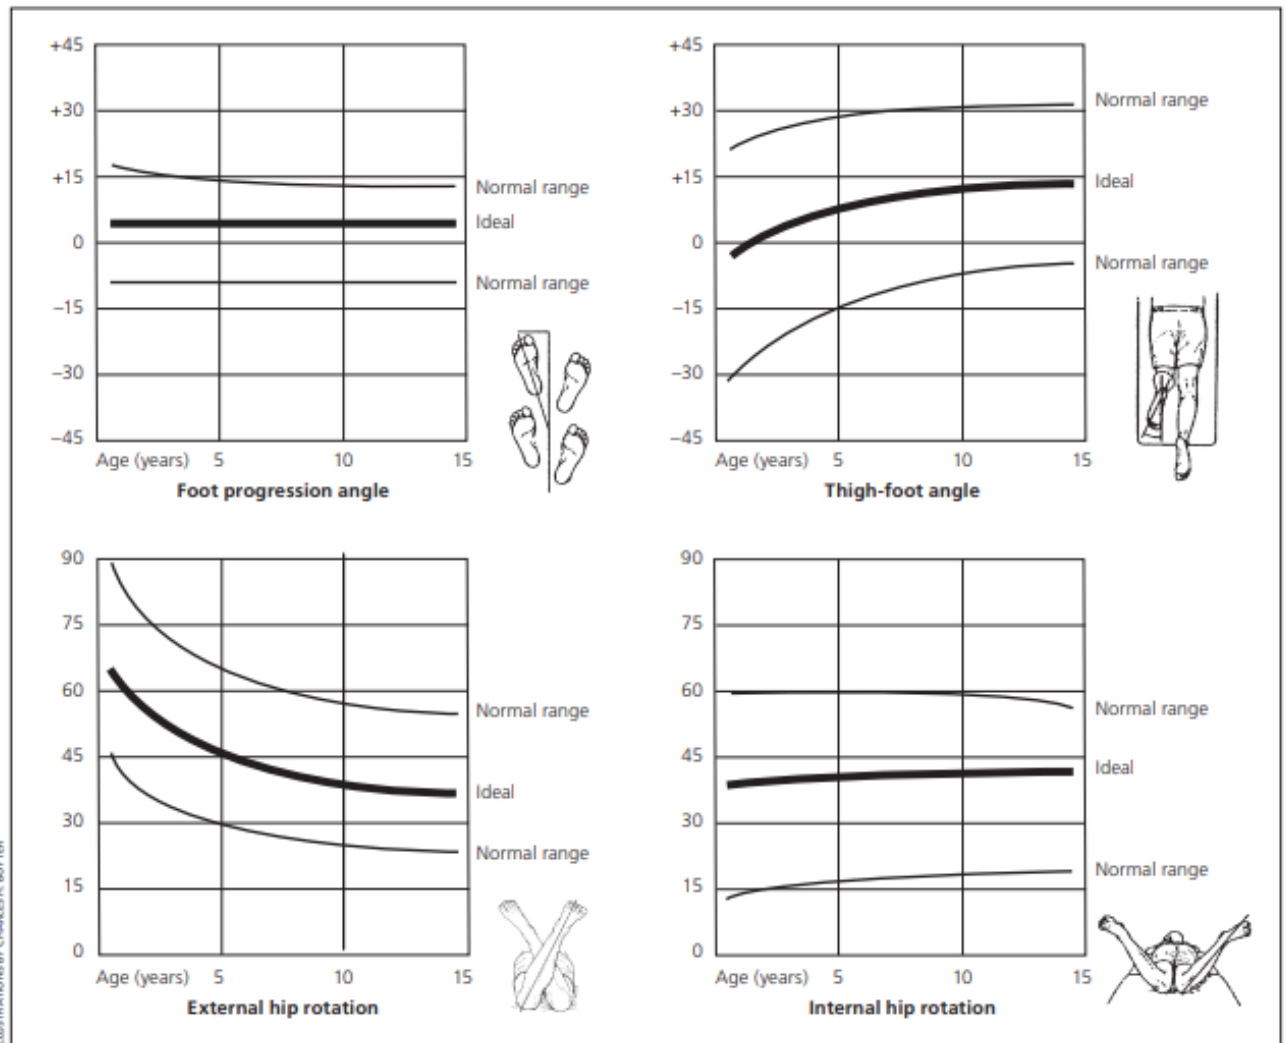 +45
+30
+15
0
−15
−30
−45
Normal range
Ideal
Normal range
Age (years) 5 10 15
Foot progression angle
+45
+30
+15
0
−15
−30
−45
Normal range
Ideal
Normal range
Age (years) 5 10 15
Thigh-foot angle
90
75
60
45
30
15
0
Normal range
Ideal
Normal range
Age (years) 5 10 15
External hip rotation
90
75
60
45
30
15
0
Normal range
Ideal
Normal range
Age (years) 5 10 15
Internal hip rotation